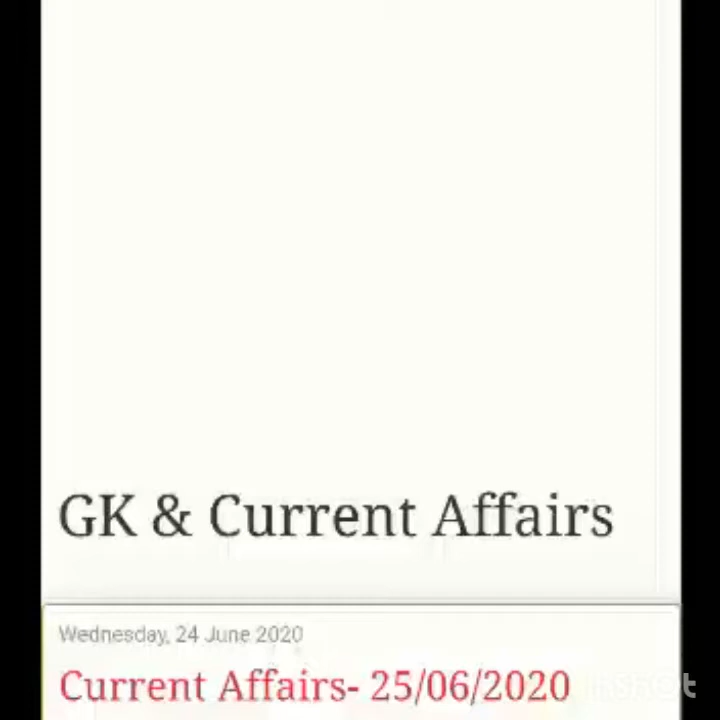 GK & Current Affairs
Wednesday, 24 June 2020
Current Affairs- 25/06/2020